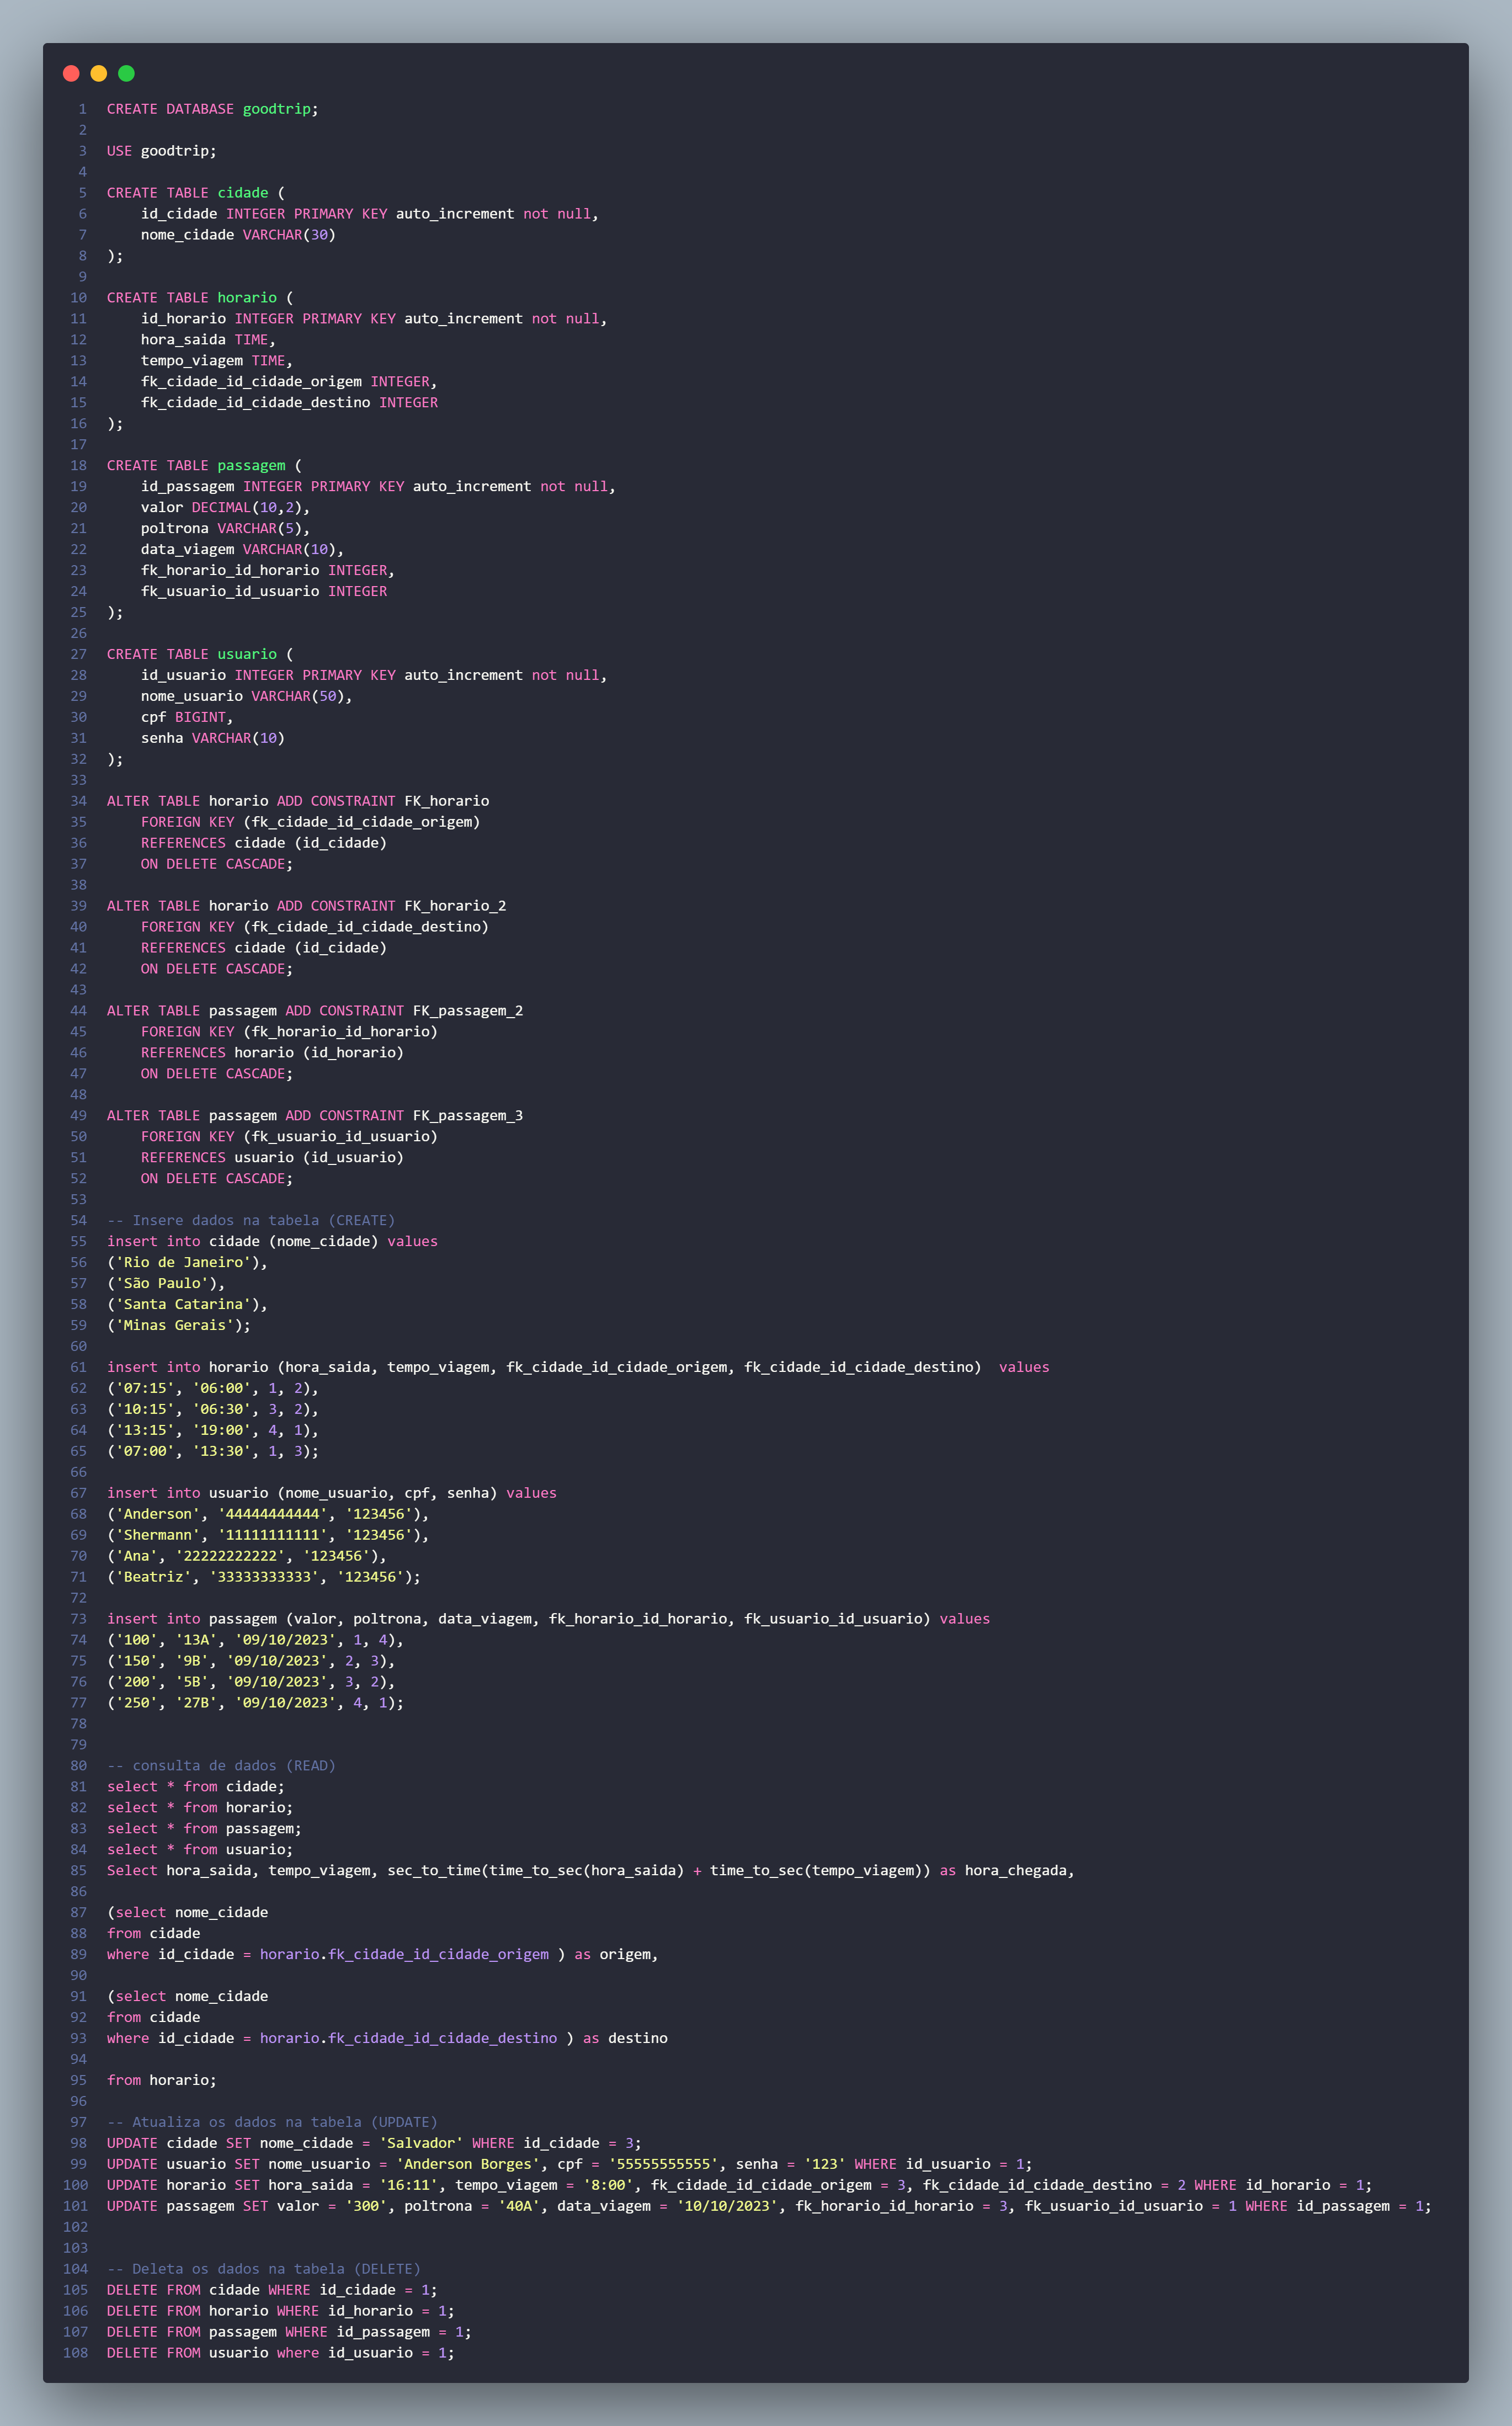 1 CREATE DATABASE goodtrip;
2
3 USE goodtrip;
4
5 CREATE TABLE cidade (
6     id_cidade INTEGER PRIMARY KEY auto_increment not null,
7     nome_cidade VARCHAR(30)
8 );
9
10 CREATE TABLE horario (
11     id_horario INTEGER PRIMARY KEY auto_increment not null,
12     hora_saida TIME,
13     tempo_viagem TIME,
14     fk_cidade_id_cidade_origem INTEGER,
15     fk_cidade_id_cidade_destino INTEGER
16 );
17
18 CREATE TABLE passagem (
19     id_passagem INTEGER PRIMARY KEY auto_increment not null,
20     valor DECIMAL(10,2),
21     poltrona VARCHAR(5),
22     data_viagem VARCHAR(10),
23     fk_horario_id_horario INTEGER,
24     fk_usuario_id_usuario INTEGER
25 );
26
27 CREATE TABLE usuario (
28     id_usuario INTEGER PRIMARY KEY auto_increment not null,
29     nome_usuario VARCHAR(50),
30     cpf BIGINT,
31     senha VARCHAR(10)
32 );
33
34 ALTER TABLE horario ADD CONSTRAINT FK_horario
35     FOREIGN KEY (fk_cidade_id_cidade_origem)
36     REFERENCES cidade (id_cidade)
37     ON DELETE CASCADE;
38
39 ALTER TABLE horario ADD CONSTRAINT FK_horario_2
40     FOREIGN KEY (fk_cidade_id_cidade_destino)
41     REFERENCES cidade (id_cidade)
42     ON DELETE CASCADE;
43
44 ALTER TABLE passagem ADD CONSTRAINT FK_passagem_2
45     FOREIGN KEY (fk_horario_id_horario)
46     REFERENCES horario (id_horario)
47     ON DELETE CASCADE;
48
49 ALTER TABLE passagem ADD CONSTRAINT FK_passagem_3
50     FOREIGN KEY (fk_usuario_id_usuario)
51     REFERENCES usuario (id_usuario)
52     ON DELETE CASCADE;
53
54 -- Insere dados na tabela (CREATE)
55 insert into cidade (nome_cidade) values
56 ('Rio de Janeiro'),
57 ('São Paulo'),
58 ('Santa Catarina'),
59 ('Minas Gerais');
60
61 insert into horario (hora_saida, tempo_viagem, fk_cidade_id_cidade_origem, fk_cidade_id_cidade_destino)  values
62 ('07:15', '06:00', 1, 2),
63 ('10:15', '06:30', 3, 2),
64 ('13:15', '19:00', 4, 1),
65 ('07:00', '13:30', 1, 3);
66
67 insert into usuario (nome_usuario, cpf, senha) values
68 ('Anderson', '44444444444', '123456'),
69 ('Shermann', '11111111111', '123456'),
70 ('Ana', '22222222222', '123456'),
71 ('Beatriz', '33333333333', '123456');
72
73 insert into passagem (valor, poltrona, data_viagem, fk_horario_id_horario, fk_usuario_id_usuario) values
74 ('100', '13A', '09/10/2023', 1, 4),
75 ('150', '9B', '09/10/2023', 2, 3),
76 ('200', '5B', '09/10/2023', 3, 2),
77 ('250', '27B', '09/10/2023', 4, 1);
78
79
80 -- consulta de dados (READ)
81 select * from cidade;
82 select * from horario;
83 select * from passagem;
84 select * from usuario;
85 Select hora_saida, tempo_viagem, sec_to_time(time_to_sec(hora_saida) + time_to_sec(tempo_viagem)) as hora_chegada,
86
87 (select nome_cidade
88 from cidade
89 where id_cidade = horario.fk_cidade_id_cidade_origem ) as origem,
90
91 (select nome_cidade
92 from cidade
93 where id_cidade = horario.fk_cidade_id_cidade_destino ) as destino
94
95 from horario;
96
97 -- Atualiza os dados na tabela (UPDATE)
98 UPDATE cidade SET nome_cidade = 'Salvador' WHERE id_cidade = 3;
99 UPDATE usuario SET nome_usuario = 'Anderson Borges', cpf = '55555555555', senha = '123' WHERE id_usuario = 1;
100 UPDATE horario SET hora_saida = '16:11', tempo_viagem = '8:00', fk_cidade_id_cidade_origem = 3, fk_cidade_id_cidade_destino = 2 WHERE id_horario = 1;
101 UPDATE passagem SET valor = '300', poltrona = '40A', data_viagem = '10/10/2023', fk_horario_id_horario = 3, fk_usuario_id_usuario = 1 WHERE id_passagem = 1;
102
103
104 -- Deleta os dados na tabela (DELETE)
105 DELETE FROM cidade WHERE id_cidade = 1;
106 DELETE FROM horario WHERE id_horario = 1;
107 DELETE FROM passagem WHERE id_passagem = 1;
108 DELETE FROM usuario where id_usuario = 1;